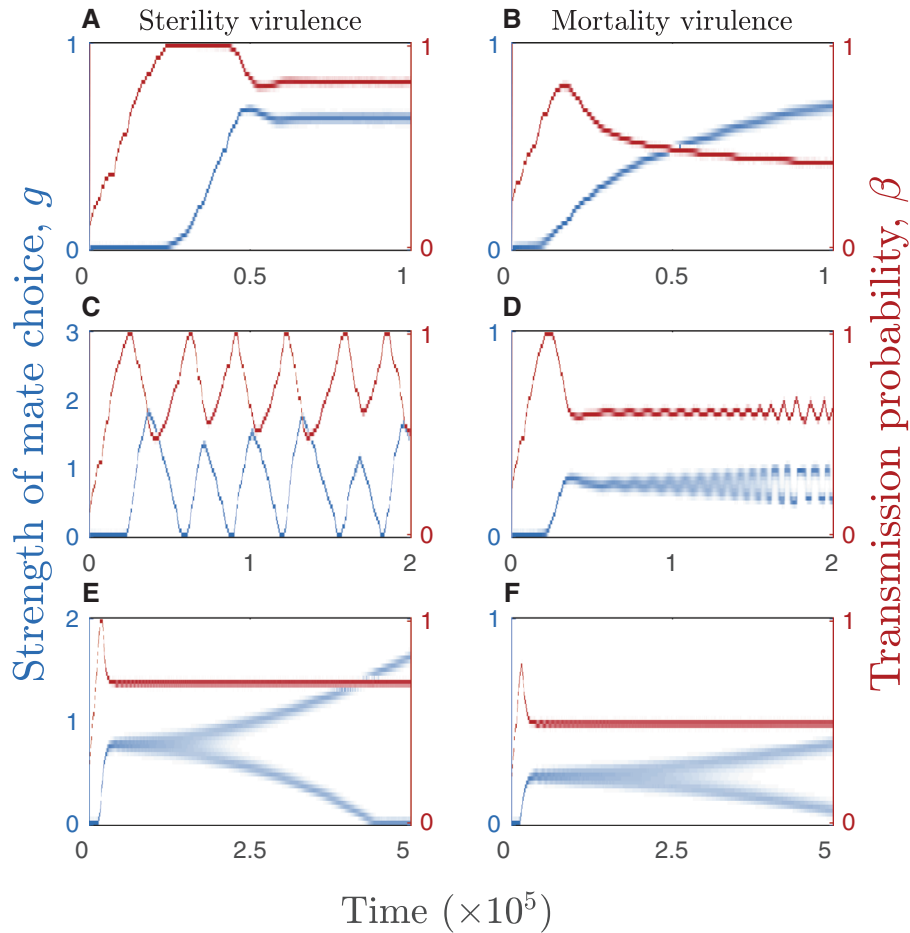 A Sterility virulence
B Mortality virulence
1
0
0 0.5 1
1
0
1
0
0 0.5 1
1
0
C
3
2
1
0
0 1 2
1
0
D
1
0
0 1 2
1
0
E
2
1
0
0 2.5 5
1
0
F
1
0
0 2.5 5
1
0
Strength of mate choice, g
Transmission probability, β
Time (×10⁵)